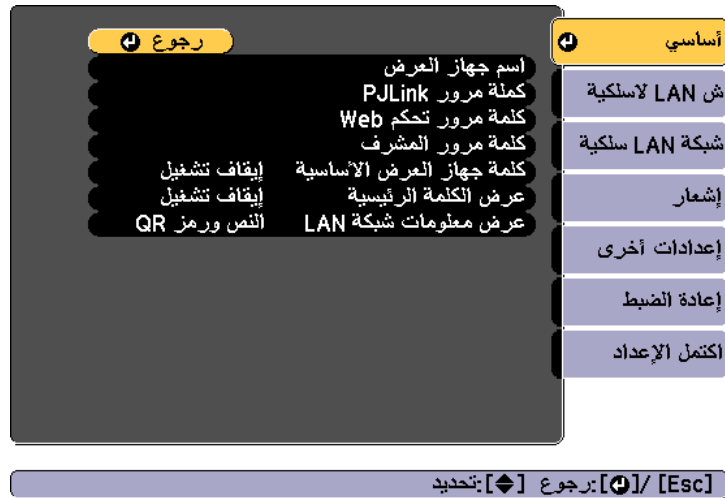 أساسي
ش LAN لاسلكية
شبكة LAN سلكية
إشعار
إعدادات أخرى
إعادة الضبط
اكتمل الإعداد
رجوع
اسم جهاز العرض
كملة مرور PJLink
كلمة مرور تحكم Web
كلمة مرور المشرف
كلمة جهاز العرض الأساسية إيقاف تشغيل
عرض الكلمة الرئيسية إيقاف تشغيل
عرض معلومات شبكة LAN النص ورمز QR
[Esc] /[⏎]:رجوع [◆]:تحديد